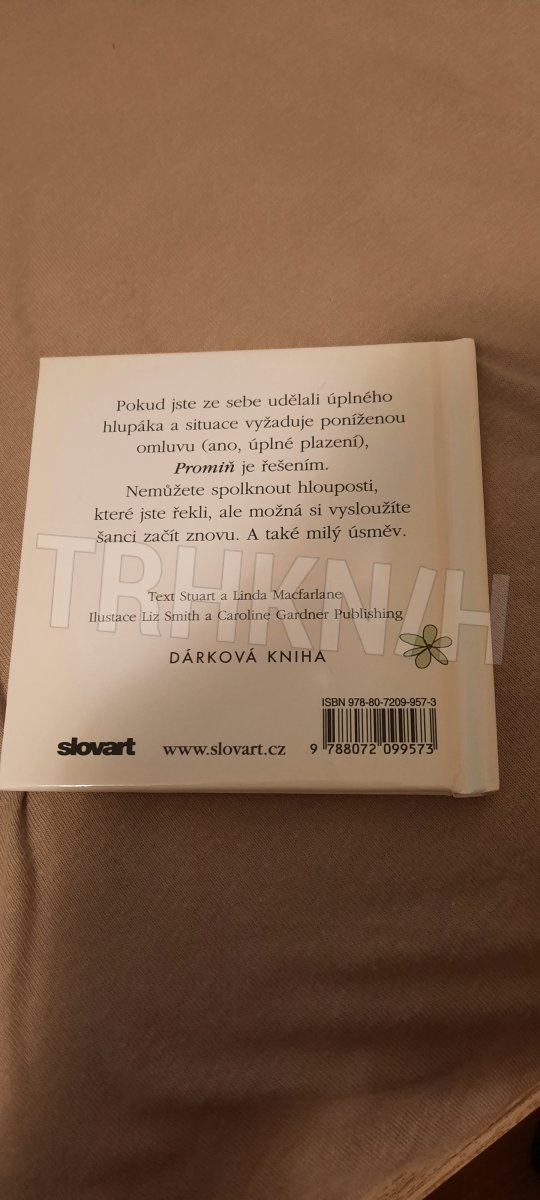 Pokud jste ze sebe udělali úplného
hlupáka a situace vyžaduje poníženou
omluvu (ano, úplné plazení),
Promiň je řešením.
Nemůžete spolknout hlouposti,
které jste řekli, ale možná si vysloužíte
šanci začít znovu. A také milý úsměv.
TRHKNIH
Text Stuart a Linda Macfarlane
Ilustace Liz Smith a Caroline Gardner Publishing
DÁRKOVÁ KNIHA
ISBN 978-80-7209-957-3
slovart www.slovart.cz 9 788072 099573